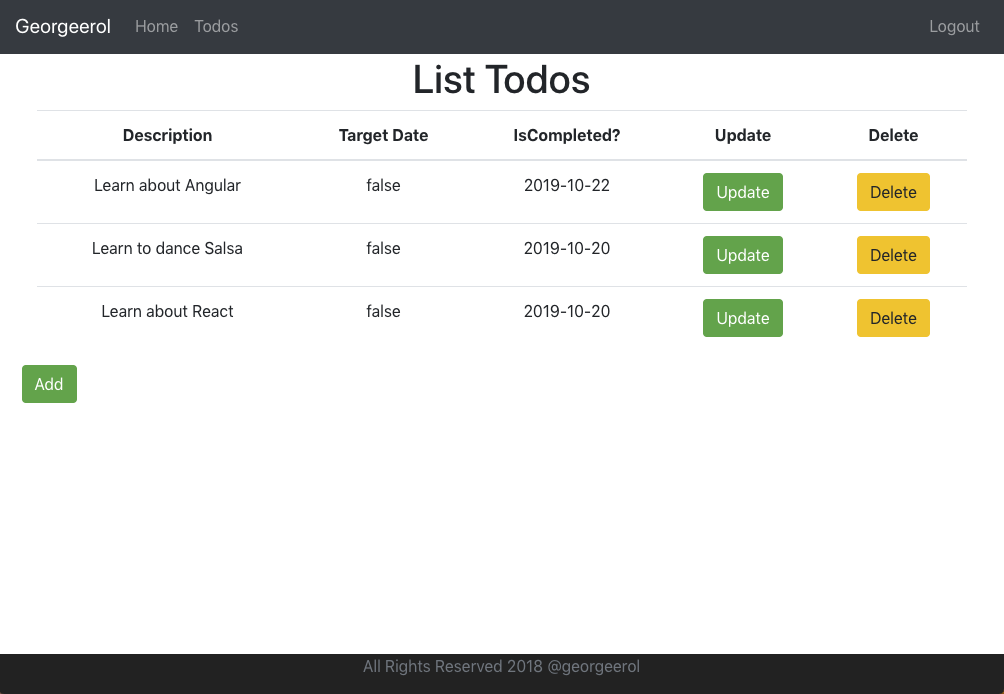 Georgeerol Home Todos Logout
List Todos
Description Target Date IsCompleted? Update Delete
Learn about Angular false 2019-10-22 Update Delete
Learn to dance Salsa false 2019-10-20 Update Delete
Learn about React false 2019-10-20 Update Delete
Add
All Rights Reserved 2018 @georgeerol